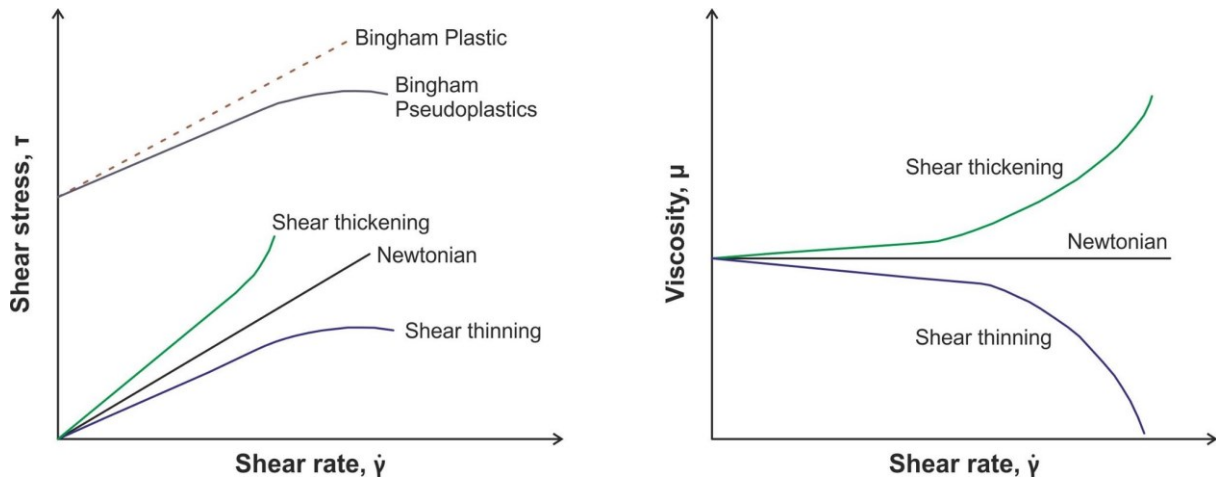 Shear stress, τ
Bingham Plastic
Bingham
Pseudoplastics
Shear thickening
Newtonian
Shear thinning
Shear rate, γ̇
Viscosity, μ
Shear thickening
Newtonian
Shear thinning
Shear rate, γ̇